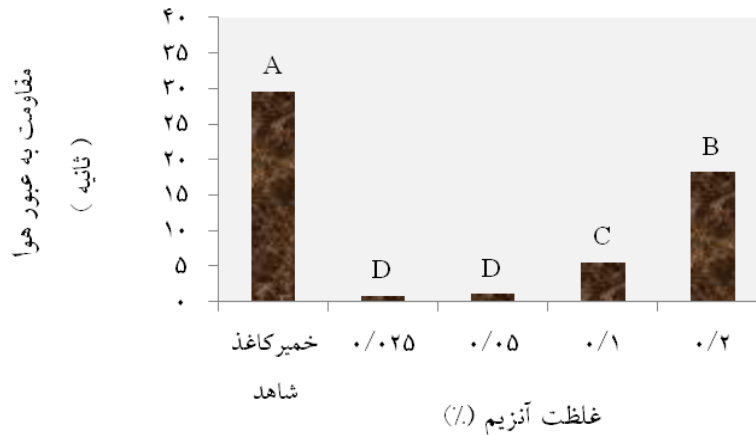 مقاومت به عبور هوا
( ثانیه )
۴۰
۳۵
۳۰
۲۵
۲۰
۱۵
۱۰
۵
۰
A
D
D
C
B
خمیرکاغذ
شاهد
۰/۰۲۵
۰/۰۵
۰/۱
۰/۲
غلظت آنزیم (٪)